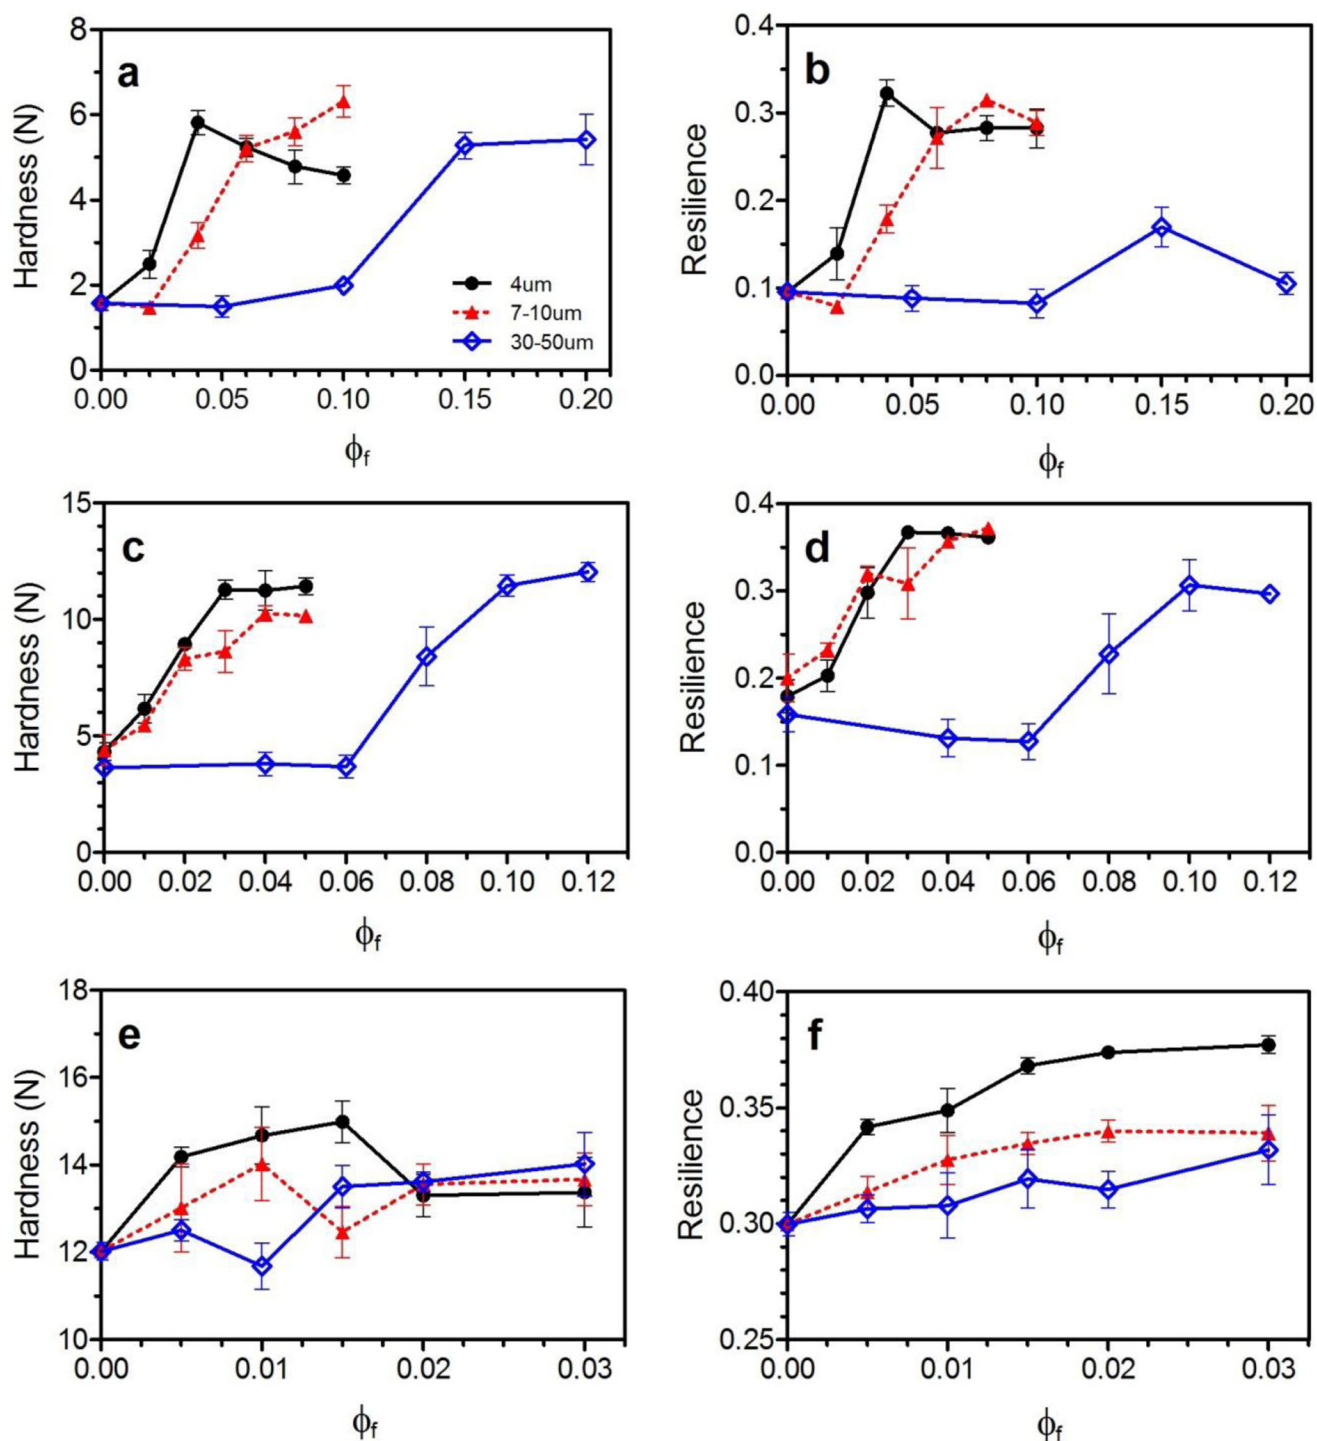 a
Hardness (N)
8
6
4
2
0
0.00 0.05 0.10 0.15 0.20
ϕf
4um
7-10um
30-50um
b
Resilience
0.4
0.3
0.2
0.1
0.0
0.00 0.05 0.10 0.15 0.20
ϕf
c
Hardness (N)
15
10
5
0
0.00 0.02 0.04 0.06 0.08 0.10 0.12
ϕf
d
Resilience
0.4
0.3
0.2
0.1
0.0
0.00 0.02 0.04 0.06 0.08 0.10 0.12
ϕf
e
Hardness (N)
18
16
14
12
10
0.00 0.01 0.02 0.03
ϕf
f
Resilience
0.40
0.35
0.30
0.25
0.00 0.01 0.02 0.03
ϕf